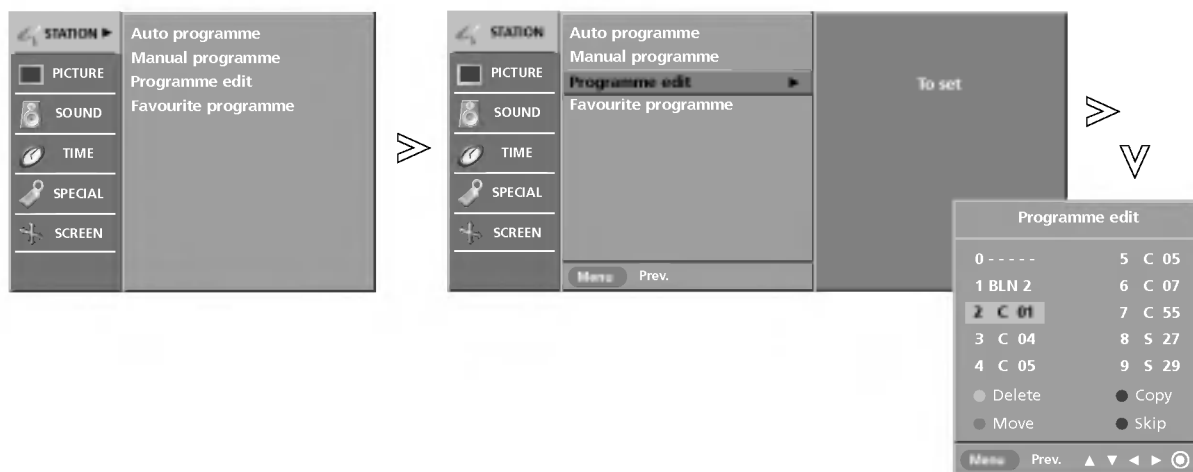 STATION ▶
PICTURE
SOUND
TIME
SPECIAL
SCREEN
Auto programme
Manual programme
Programme edit
Favourite programme
STATION
PICTURE
SOUND
TIME
SPECIAL
SCREEN
Auto programme
Manual programme
Programme edit ▶
Favourite programme
Menu Prev.
To set
Programme edit
0 - - - - -
1 BLN 2
2 C 01
3 C 04
4 C 05
5 C 05
6 C 07
7 C 55
8 S 27
9 S 29
Delete
Copy
Move
Skip
Menu Prev. ▲ ▼ ◄ ►